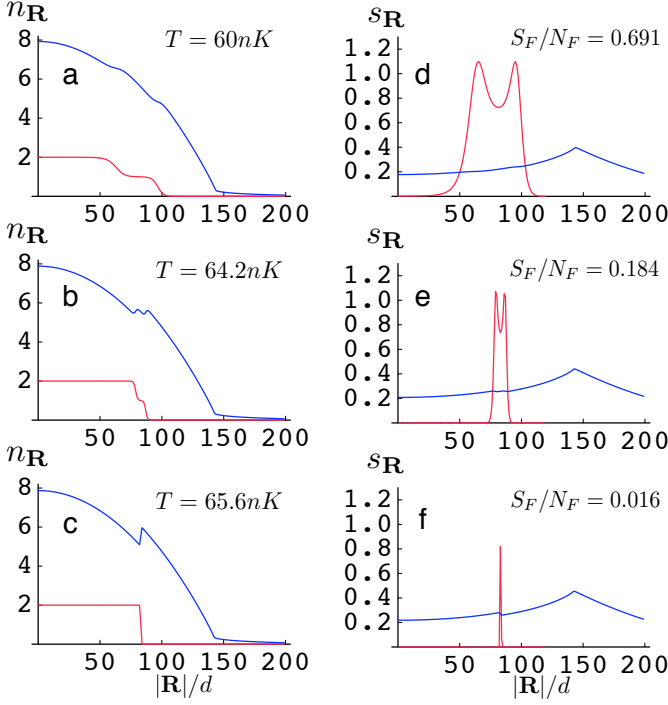 n_R
8
6
4
2
a
T = 60nK
50 100 150 200
s_R
1.2
1.0
0.8
0.6
0.4
0.2
d
S_F/N_F = 0.691
50 100 150 200
n_R
8
6
4
2
b
T = 64.2nK
50 100 150 200
s_R
1.2
1.0
0.8
0.6
0.4
0.2
e
S_F/N_F = 0.184
50 100 150 200
n_R
8
6
4
2
c
T = 65.6nK
50 100 150 200
|R|/d
s_R
1.2
1.0
0.8
0.6
0.4
0.2
f
S_F/N_F = 0.016
50 100 150 200
|R|/d